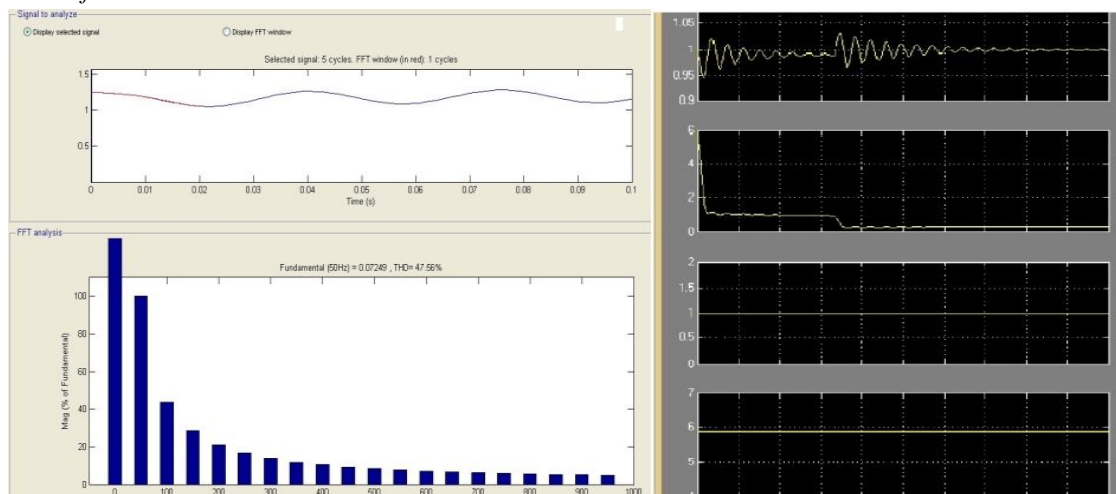 Signal to analyze
Display selected signal
Display FFT window
Selected signal: 5 cycles. FFT window (in red): 1 cycles
1.5
1
0.5
0 0.01 0.02 0.03 0.04 0.05 0.06 0.07 0.08 0.09 0.1
Time (s)
FFT analysis
Fundamental (50Hz) = 0.07249 , THD= 47.56%
Mag (% of Fundamental)
100
80
60
40
20
0
0 100 200 300 400 500 600 700 800 900 1000
1.05
1
0.95
0.9
6
4
2
0
2
1.5
1
0.5
0
7
6
5